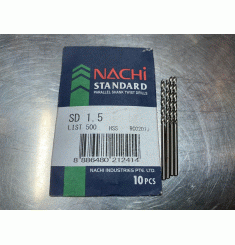 NACHi
STANDARD
PARALLEL SHANK TWIST DRILLS
SD 1.5
LIST 500 HSS
8 886480 212414
NACHI INDUSTRIES PTE. LTD.
10 PCS